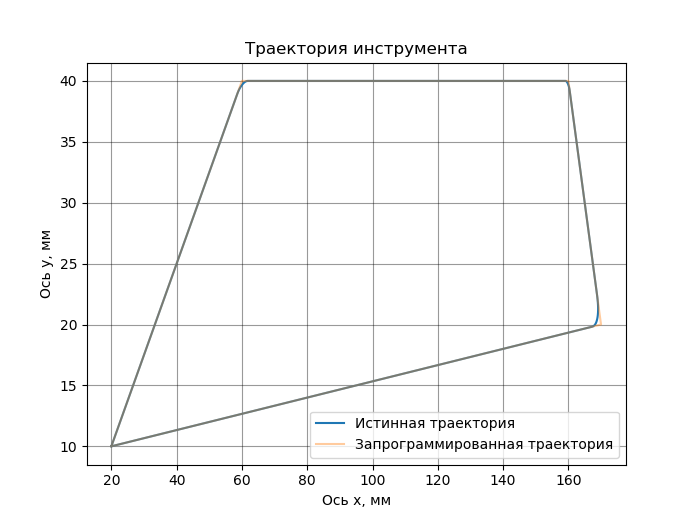 Траектория инструмента
40
35
30
25
20
15
10
Ось y, мм
20 40 60 80 100 120 140 160
Ось x, мм
Истинная траектория
Запрограммированная траектория